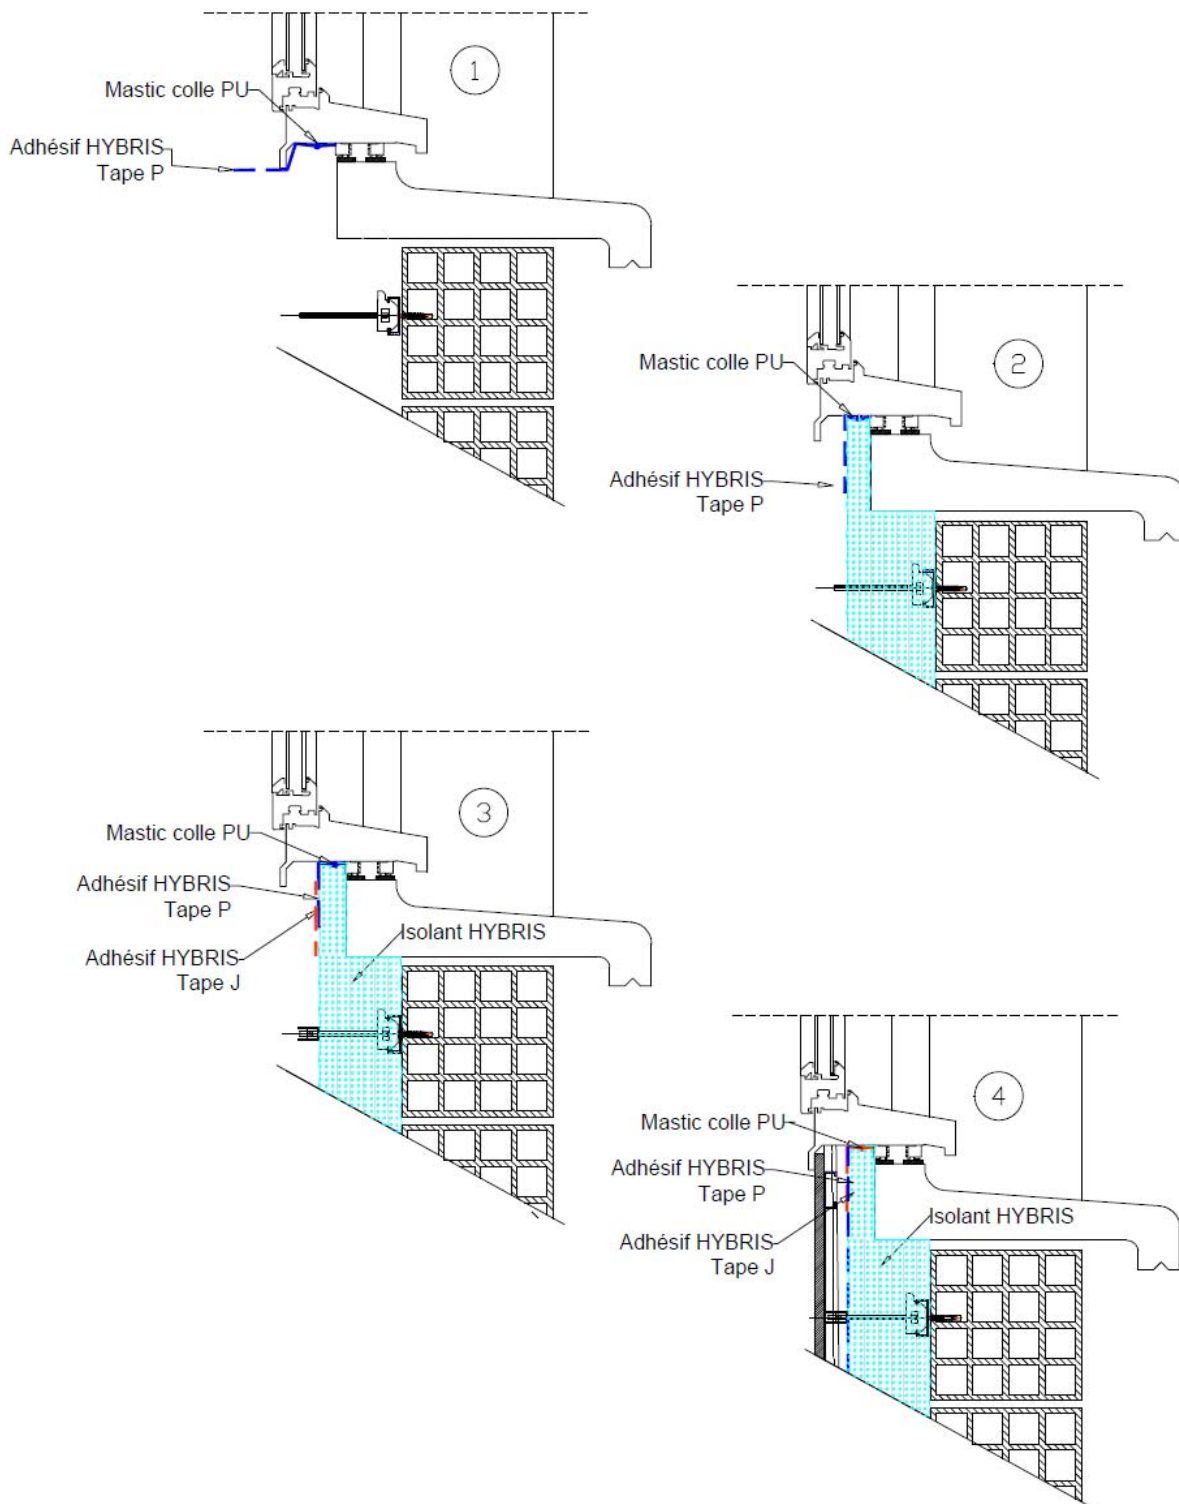 1
Mastic colle PU
Adhésif HYBRIS
Tape P
2
Mastic colle PU
Adhésif HYBRIS
Tape P
3
Mastic colle PU
Adhésif HYBRIS
Tape P
Isolant HYBRIS
Adhésif HYBRIS
Tape J
4
Mastic colle PU
Adhésif HYBRIS
Tape P
Isolant HYBRIS
Adhésif HYBRIS
Tape J